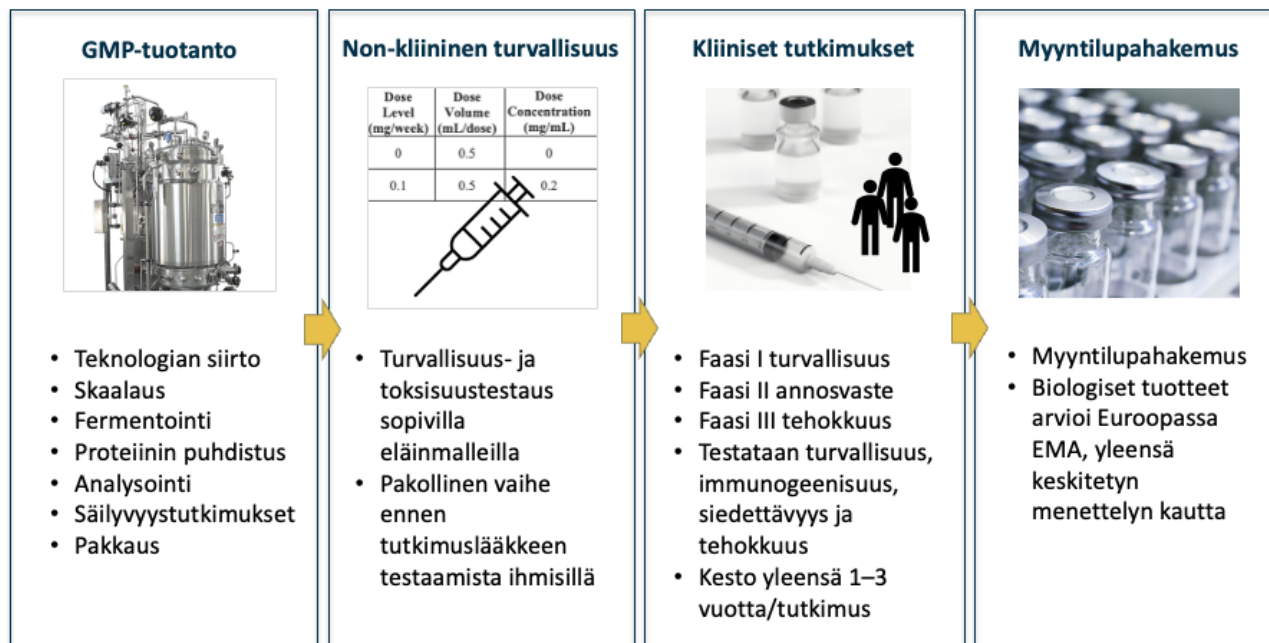 GMP-tuotanto
• Teknologian siirto
• Skaalaus
• Fermentointi
• Proteiinin puhdistus
• Analysointi
• Säilyvyystutkimukset
• Pakkaus
Non-kliininen turvallisuus
Dose Level (mg/week) Dose Volume (mL/dose) Dose Concentration (mg/mL)
0 0.5 0
0.1 0.5 0.2
• Turvallisuus- ja
toksisuustestaus
sopivilla
eläinmalleilla
• Pakollinen vaihe
ennen
tutkimuslääkkeen
testaamista ihmisillä
Kliiniset tutkimukset
• Faasi I turvallisuus
• Faasi II annosvaste
• Faasi III tehokkuus
• Testataan turvallisuus,
immunogeenisuus,
siedettävyys ja
tehokkuus
• Kesto yleensä 1–3
vuotta/tutkimus
Myyntilupahakemus
• Myyntilupahakemus
• Biologiset tuotteet
arvioi Euroopassa
EMA, yleensä
keskitetyn
menettelyn kautta